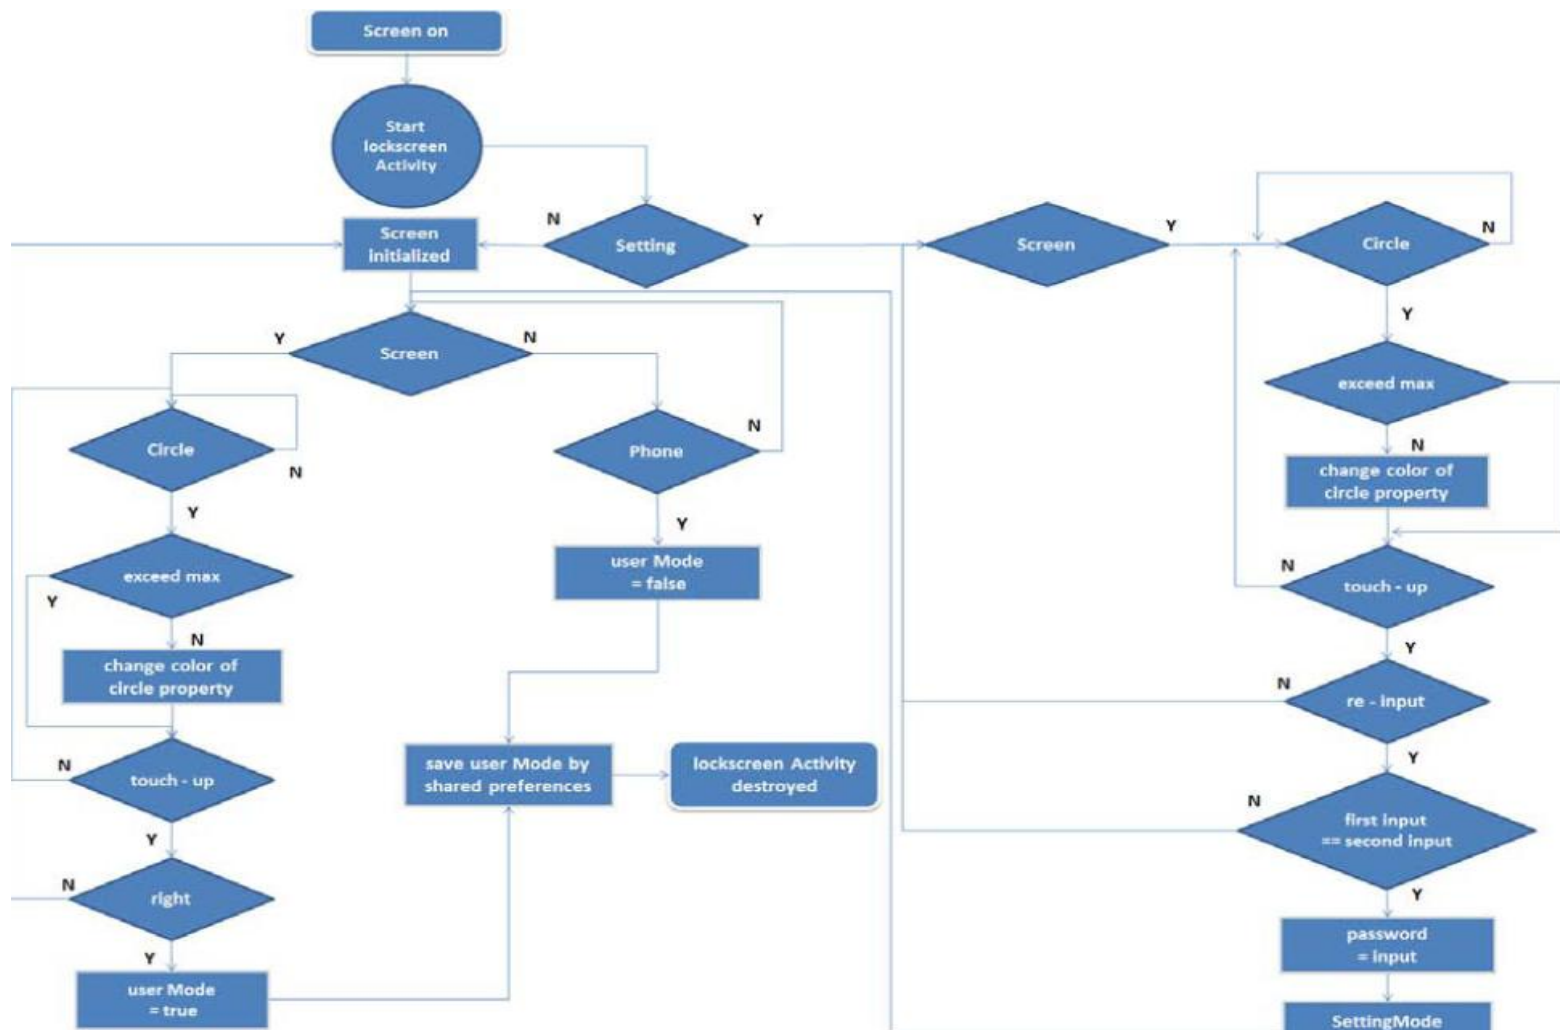 Screen on
Start
lockscreen
Activity
N
Setting
Y
Screen
initialized
Screen
Y
Circle
N
Y
Screen
N
Y
exceed max
N
change color of
circle property
Circle
N
Phone
N
Y
Y
exceed max
Y
N
user Mode
= false
N
touch - up
Y
change color of
circle property
N
re - input
Y
N
touch - up
Y
save user Mode by
shared preferences
lockscreen Activity
destroyed
N
first input
== second input
Y
N
right
Y
user Mode
= true
password
= input
SettingMode